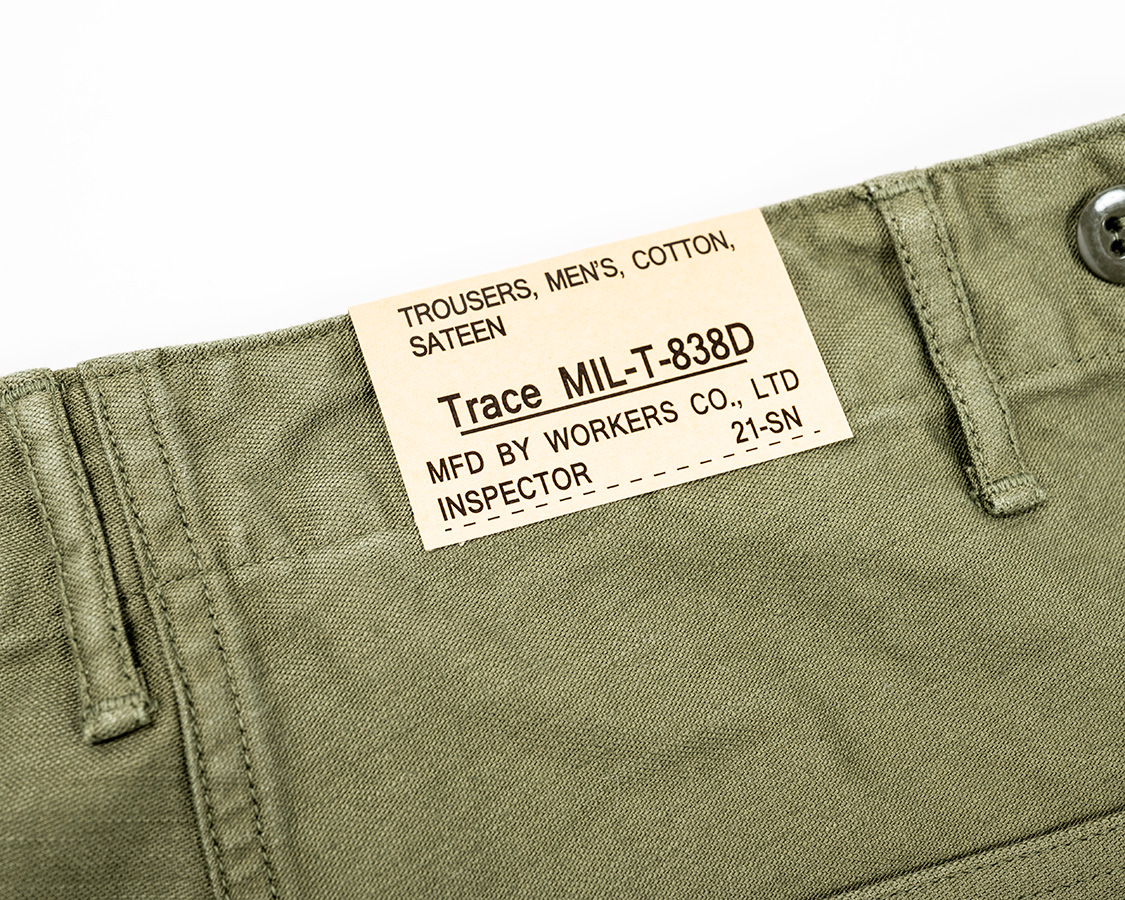 TROUSERS, MEN'S, COTTON,
SATEEN
Trace MIL-T-838D
MFD BY WORKERS CO., LTD
21-SN
INSPECTOR